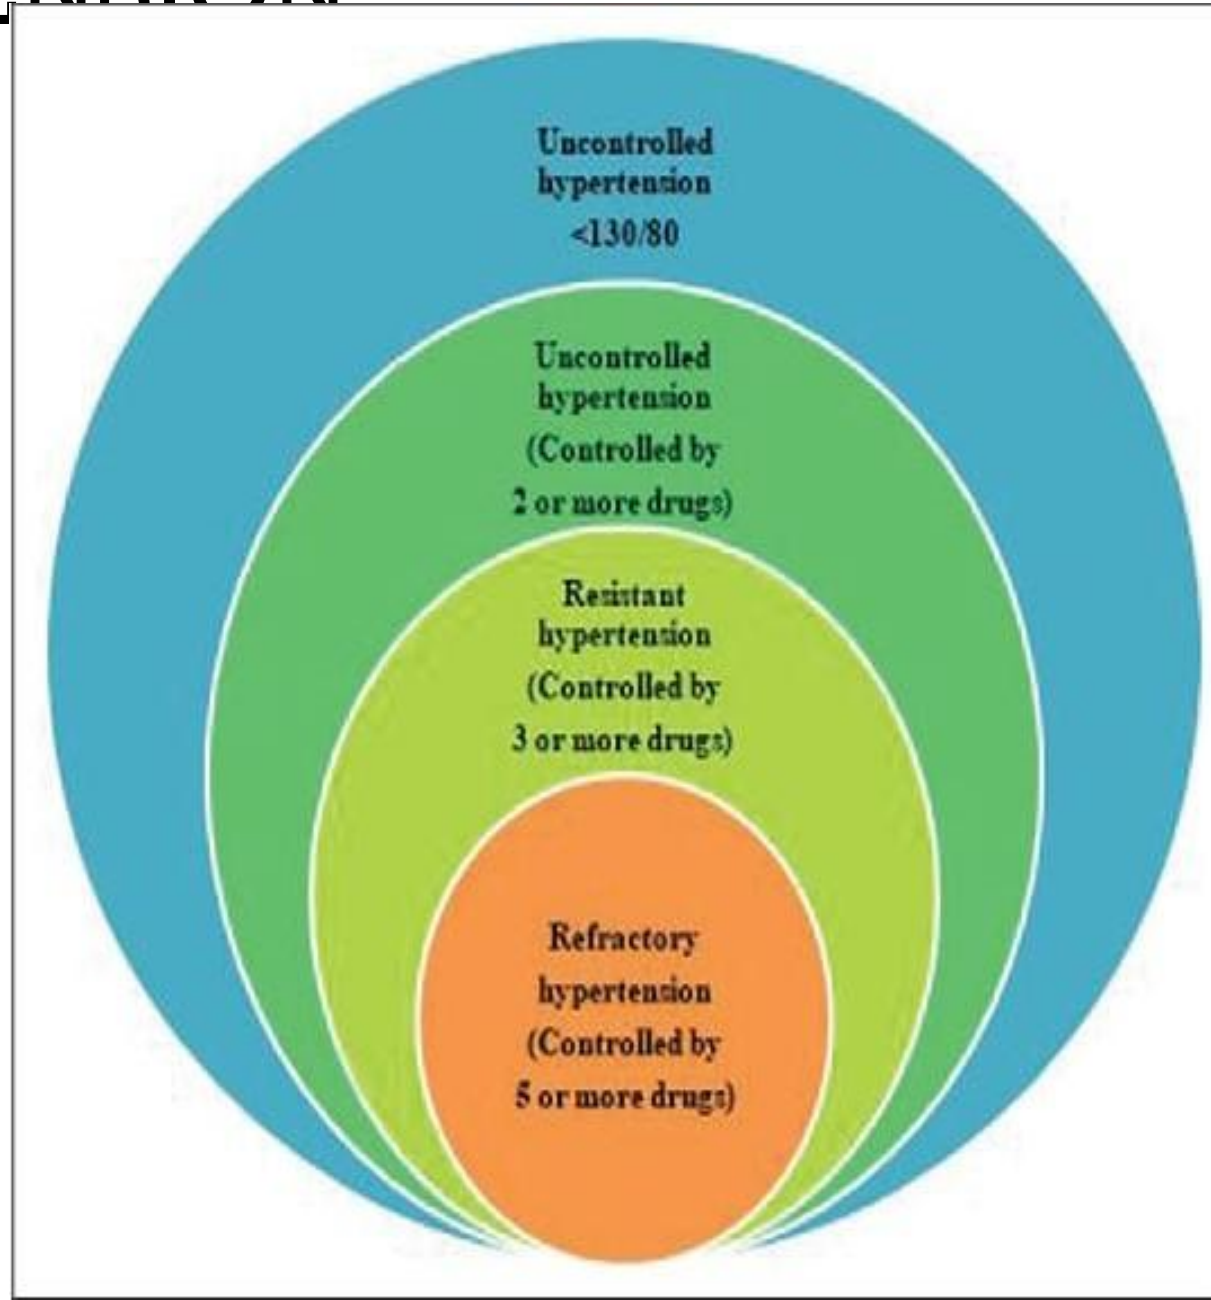 Uncontrolled
hypertension
<130/80
Uncontrolled
hypertension
(Controlled by
2 or more drugs)
Resistant
hypertension
(Controlled by
3 or more drugs)
Refractory
hypertension
(Controlled by
5 or more drugs)